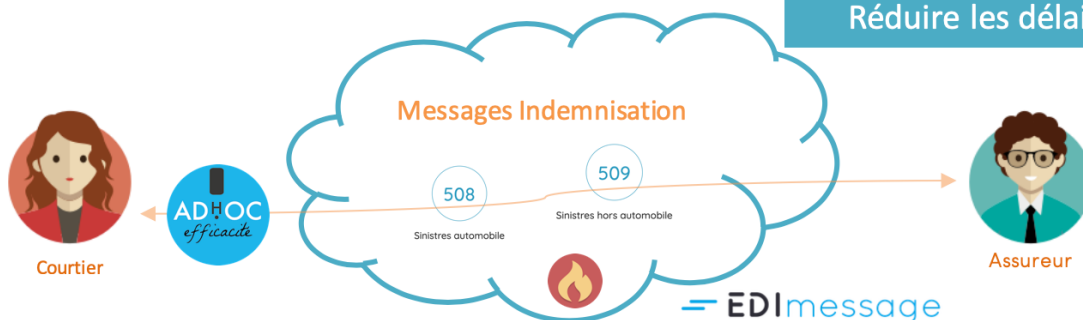 Réduire les délai
Messages Indemnisation
509
508
Sinistres hors automobile
Sinistres automobile
ADHOC
efficacité
Courtier
Assureur
EDImessage